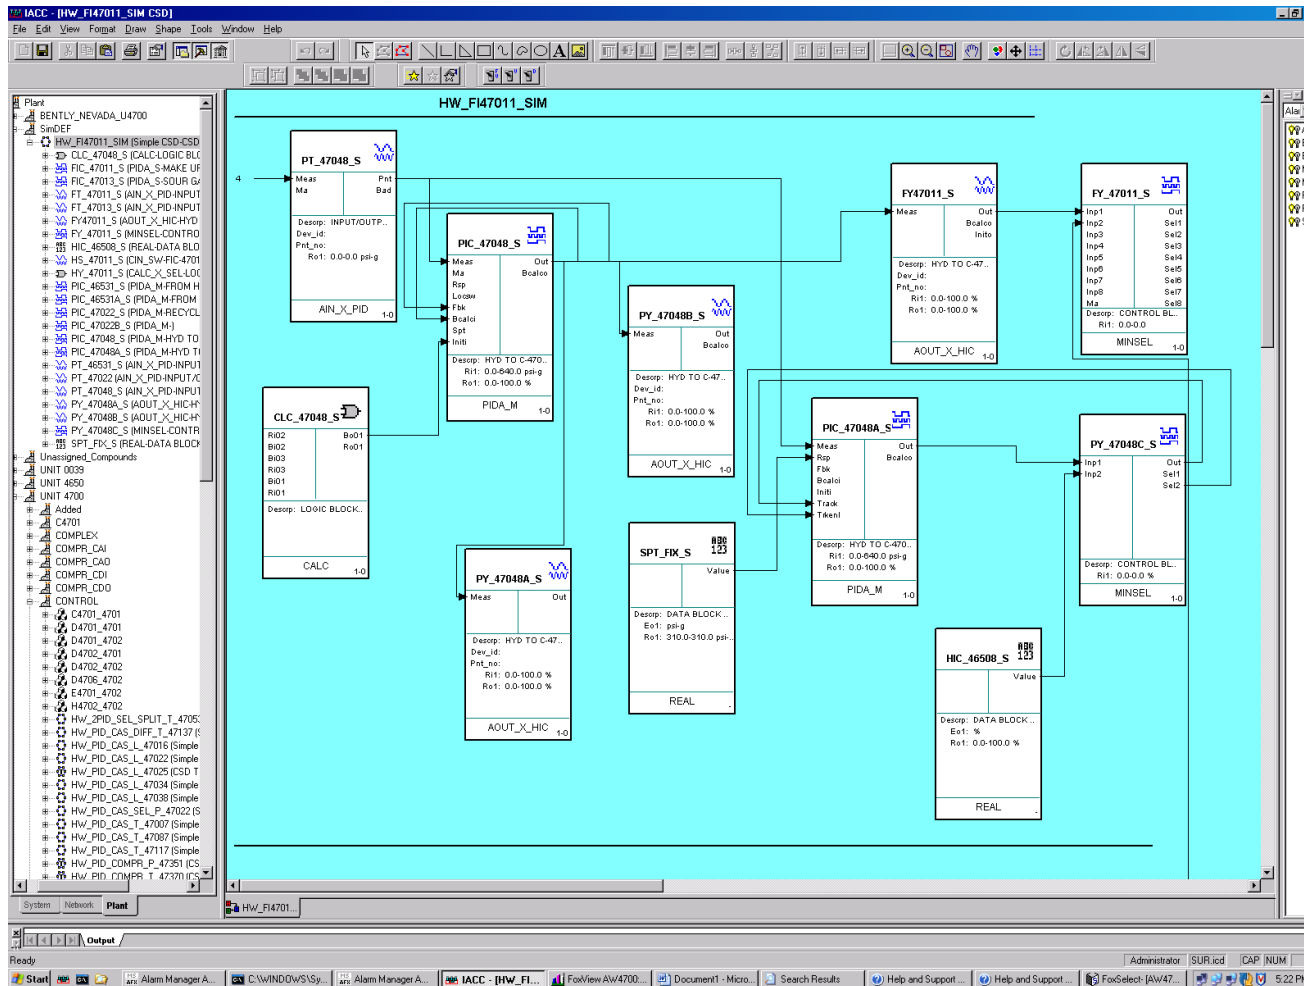 IACC - [HW_FI47011_SIM CSD]
File Edit View Format Draw Shape Tools Window Help
Plant
BENTLY_NEVADA_U4700
SimDEF
HW_FI47011_SIM (Simple CSD-CSD
CLC_47048_S (CALC-LOGIC BLO
FIC_47011_S (PIDA_S-MAKE UP
FIC_47013_S (PIDA_S-SOUR GA
FT_47011_S (AIN_X_PID-INPUT
FT_47013_S (AIN_X_PID-INPUT
FY47011_S (AOUT_X_HIC-HYD
FY_47011_S (MINSEL-CONTRO
HIC_46508_S (REAL-DATA BLO
HS_47011_S (CIN_SW-FIC-4701
HY_47011_S (CALC_X_SEL-LOG
PIC_46531_S (PIDA_M-FROM H
PIC_46531A_S (PIDA_M-FROM
PIC_47022_S (PIDA_M-RECYCL
PIC_47022B_S (PIDA_M-)
PIC_47048_S (PIDA_M-HYD TO
PIC_47048A_S (PIDA_M-HYD T
PT_46531_S (AIN_X_PID-INPUT
PT_47022 (AIN_X_PID-INPUT/O
PT_47048_S (AIN_X_PID-INPUT
PY_47048A_S (AOUT_X_HIC-H
PY_47048B_S (AOUT_X_HIC-H
PY_47048C_S (MINSEL-CONTR
SPT_FIX_S (REAL-DATA BLOCK
Unassigned_Compounds
UNIT 0039
UNIT 4650
UNIT 4700
Added
C4701
COMPLEX
COMPR_CAI
COMPR_CAO
COMPR_CDI
COMPR_CDO
CONTROL
C4701_4701
D4701_4701
D4701_4702
D4702_4701
D4702_4702
D4706_4702
E4701_4702
H4702_4702
HW_2PID_SEL_SPLIT_T_47053
HW_PID_CAS_DIFF_T_47137 (S
HW_PID_CAS_L_47016 (Simple
HW_PID_CAS_L_47022 (Simple
HW_PID_CAS_L_47025 (CSD T
HW_PID_CAS_L_47034 (Simple
HW_PID_CAS_L_47038 (Simple
HW_PID_CAS_SEL_P_47022 (S
HW_PID_CAS_T_47007 (Simple
HW_PID_CAS_T_47087 (Simple
HW_PID_CAS_T_47117 (Simple
HW_PID_COMPR_P_47351 (CS
HW_PID_COMPR_T_47370 (CS
System Network Plant
HW_FI47011_SIM
4
PT_47048_S
Meas Pnt
Ma Bad
Descrp: INPUT/OUTP..
Dev_id:
Pnt_no:
Ro1: 0.0-0.0 psi-g
AIN_X_PID
1-0
PIC_47048_S
Meas Out
Ma Bcalco
Rsp
Locsw
Fbk
Bcalci
Spt
Initi
Descrp: HYD TO C-470...
Ri1: 0.0-640.0 psi-g
Ro1: 0.0-100.0 %
PIDA_M
1-0
CLC_47048_S
Ri02 Bo01
Bi02 Ro01
Bi03
Ri03
Bi01
Ri01
Descrp: LOGIC BLOCK...
CALC
1-0
PY_47048A_S
Meas Out
Descrp: HYD TO C-47..
Dev_id:
Pnt_no:
Ri1: 0.0-100.0 %
Ro1: 0.0-100.0 %
AOUT_X_HIC
1-0
PY_47048B_S
Meas Out
Bcalco
Descrp: HYD TO C-47..
Dev_id:
Pnt_no:
Ri1: 0.0-100.0 %
Ro1: 0.0-100.0 %
AOUT_X_HIC
1-0
SPT_FIX_S
ABC
123
Value
Descrp: DATA BLOCK ..
Eo1: psi-g
Ro1: 310.0-310.0 psi-..
REAL
FY47011_S
Meas Out
Bcalco
Inito
Descrp: HYD TO C-47..
Dev_id:
Pnt_no:
Ri1: 0.0-100.0 %
Ro1: 0.0-100.0 %
AOUT_X_HIC
1-0
PIC_47048A_S
Meas Out
Rsp Bcalco
Fbk
Bcalci
Initi
Track
Trkenl
Descrp: HYD TO C-470...
Ri1: 0.0-640.0 psi-g
Ro1: 0.0-100.0 %
PIDA_M
1-0
FY_47011_S
Inp1 Out
Inp2 Sel1
Inp3 Sel2
Inp4 Sel3
Inp5 Sel4
Inp6 Sel5
Inp7 Sel6
Inp8 Sel7
Ma Sel8
Descrp: CONTROL BL..
Ri1: 0.0-0.0
MINSEL
1-0
PY_47048C_S
Inp1 Out
Inp2 Sel1
Sel2
Descrp: CONTROL BL..
Ri1: 0.0-0.0 %
MINSEL
1-0
HIC_46508_S
ABC
123
Value
Descrp: DATA BLOCK ..
Eo1: %
Ro1: 0.0-100.0 %
REAL
HW_FI4701...
Output
Ready
Administrator SUR.icd CAP NUM
Start Alarm Manager A... C:\WINDOWS\Sy... Alarm Manager A... IACC - [HW_FI... FoxView AW4700:... Document1 - Micro... Search Results Help and Support ... Help and Support ... FoxSelect- [AW47... 5:22 PM